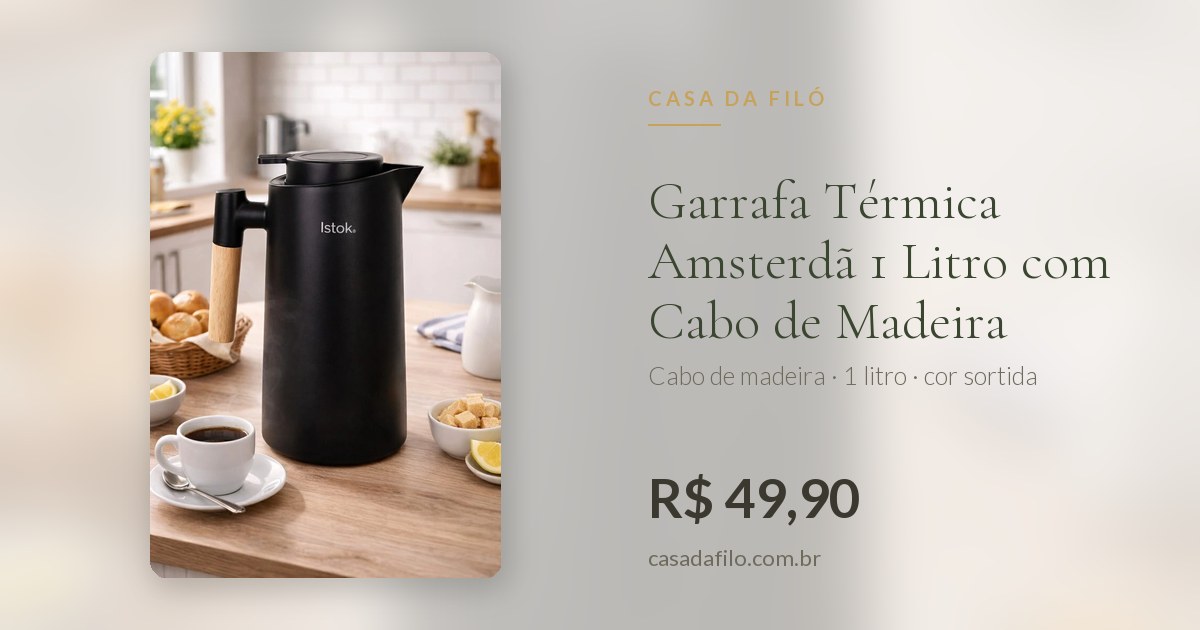 CASA DA FILÓ
Istok®
Garrafa Térmica
Amsterdã 1 Litro com
Cabo de Madeira
Cabo de madeira · 1 litro · cor sortida
R$ 49,90
casadafilo.com.br